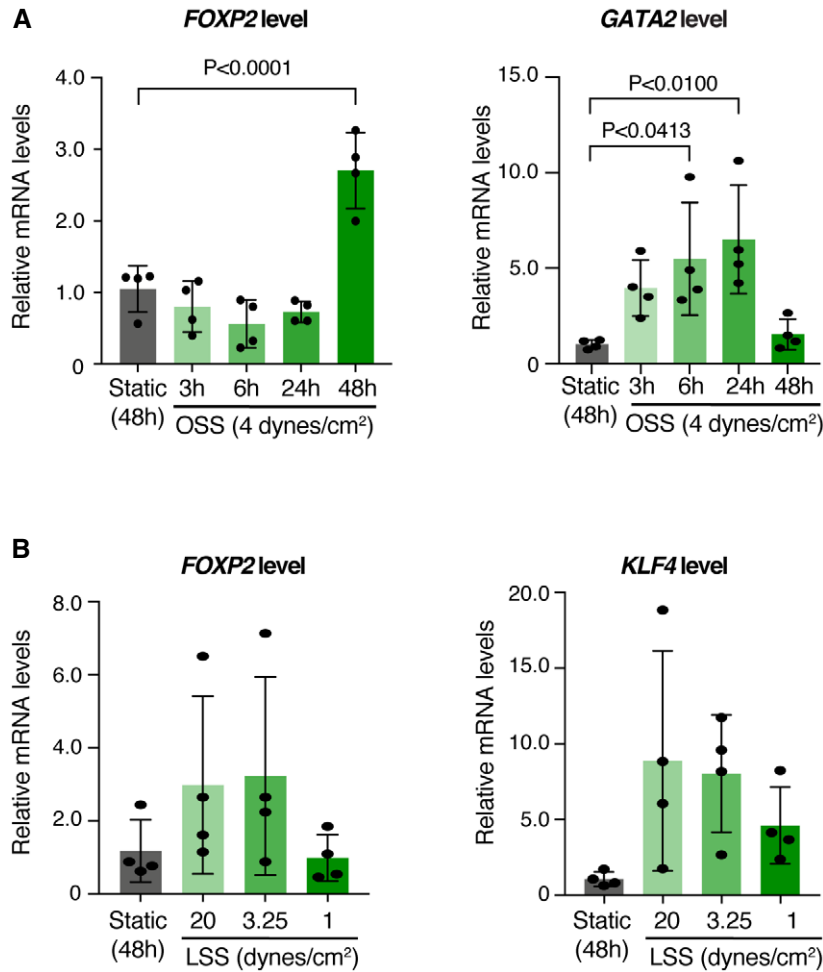 A
FOXP2 level
P<0.0001
Relative mRNA levels
4.0
3.0
2.0
1.0
0
Static
(48h)
3h 6h 24h 48h
OSS (4 dynes/cm²)
GATA2 level
P<0.0100
P<0.0413
Relative mRNA levels
15.0
10.0
5.0
0
Static
(48h)
3h 6h 24h 48h
OSS (4 dynes/cm²)
B
FOXP2 level
Relative mRNA levels
8.0
6.0
4.0
2.0
0
Static
(48h)
20 3.25 1
LSS (dynes/cm²)
KLF4 level
Relative mRNA levels
20.0
15.0
10.0
5.0
0
Static
(48h)
20 3.25 1
LSS (dynes/cm²)